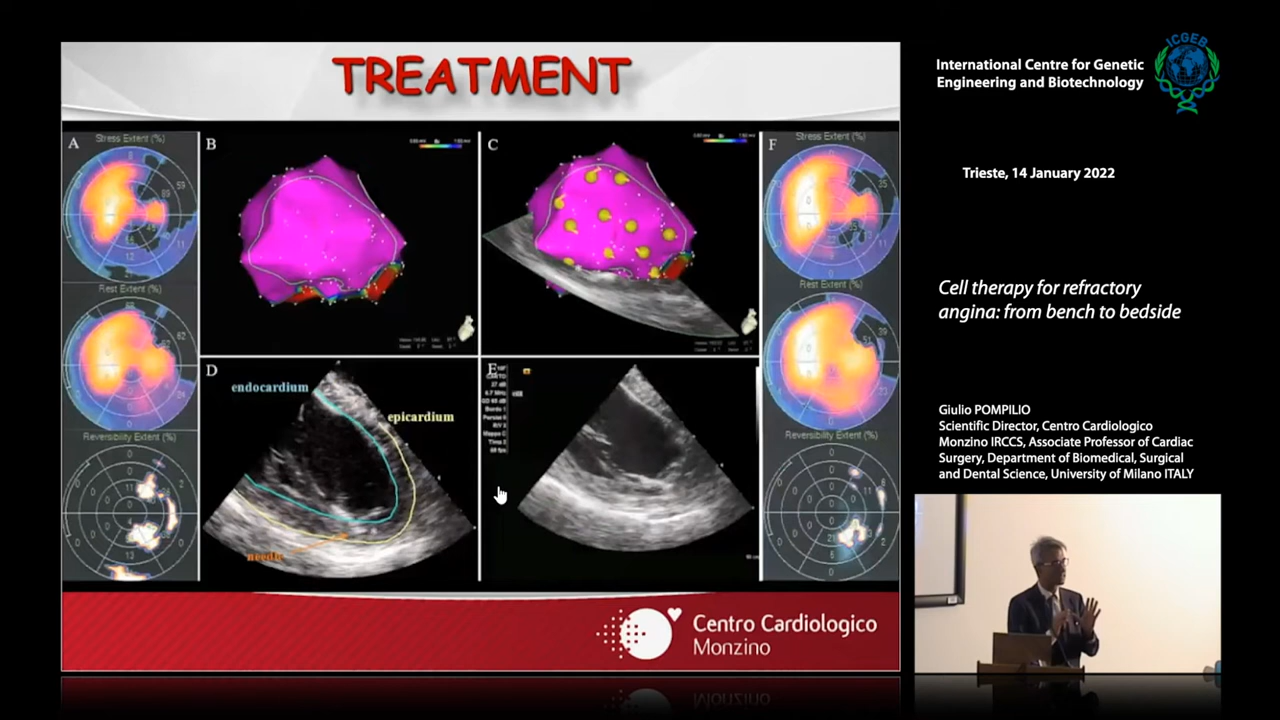 TREATMENT
A
Stress Extent (%)
Rest Extent (%)
Reversibility Extent (%)
B
C
D
endocardium
epicardium
needle
E
F
Stress Extent (%)
Rest Extent (%)
Reversibility Extent (%)
Centro Cardiologico
Monzino
International Centre for Genetic
Engineering and Biotechnology
ICGEB
Trieste, 14 January 2022
Cell therapy for refractory
angina: from bench to bedside
Giulio POMPILIO
Scientific Director, Centro Cardiologico
Monzino IRCCS, Associate Professor of Cardiac
Surgery, Department of Biomedical, Surgical
and Dental Science, University of Milano ITALY